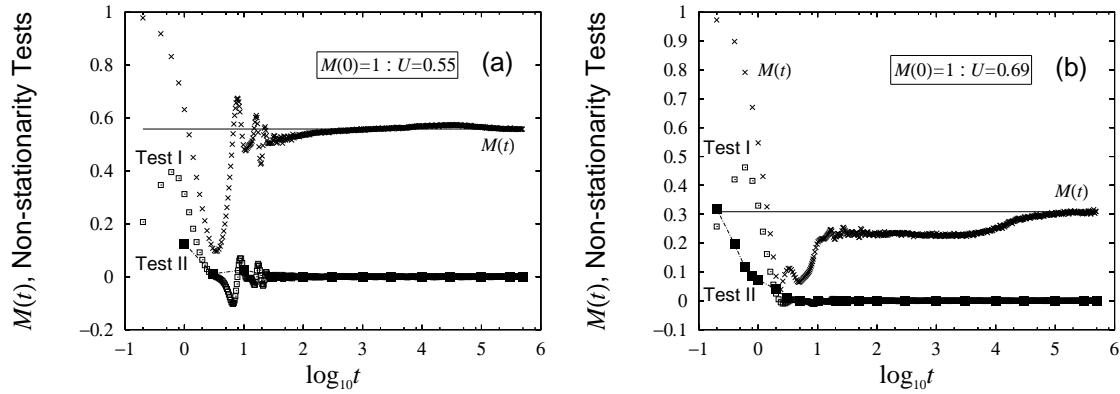 M(t), Non-stationarity Tests
1
0.8
0.6
0.4
0.2
0
−0.2
M(0)=1 : U=0.55
(a)
M(t)
Test I
Test II
−1 0 1 2 3 4 5 6
log10t
M(t), Non-stationarity Tests
1
0.9
0.8
0.7
0.6
0.5
0.4
0.3
0.2
0.1
0
−0.1
M(0)=1 : U=0.69
(b)
M(t)
Test I
M(t)
Test II
−1 0 1 2 3 4 5 6
log10t